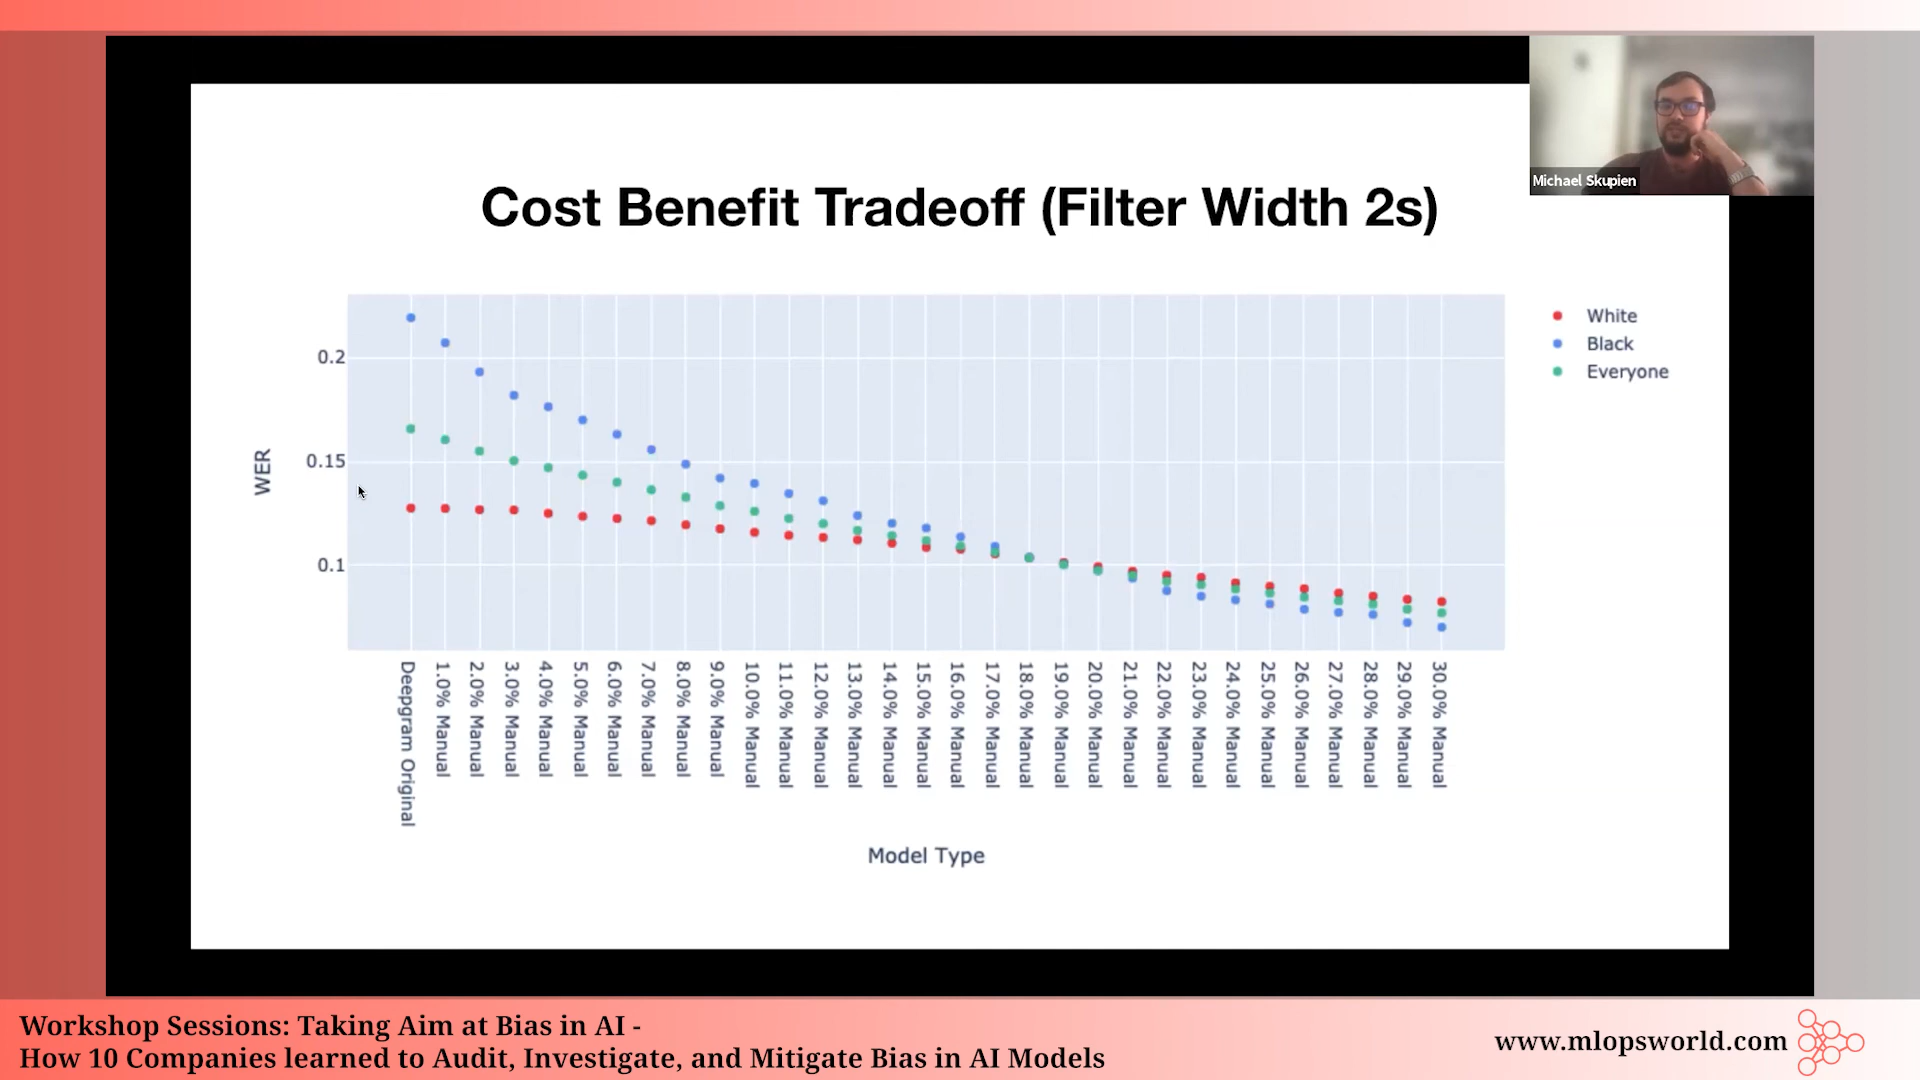 Michael Skupien
Cost Benefit Tradeoff (Filter Width 2s)
White
Black
Everyone
0.2
0.15
0.1
WER
Deepgram Original
1.0% Manual
2.0% Manual
3.0% Manual
4.0% Manual
5.0% Manual
6.0% Manual
7.0% Manual
8.0% Manual
9.0% Manual
10.0% Manual
11.0% Manual
12.0% Manual
13.0% Manual
14.0% Manual
15.0% Manual
16.0% Manual
17.0% Manual
18.0% Manual
19.0% Manual
20.0% Manual
21.0% Manual
22.0% Manual
23.0% Manual
24.0% Manual
25.0% Manual
26.0% Manual
27.0% Manual
28.0% Manual
29.0% Manual
30.0% Manual
Model Type
Workshop Sessions: Taking Aim at Bias in AI -
How 10 Companies learned to Audit, Investigate, and Mitigate Bias in AI Models
www.mlopsworld.com